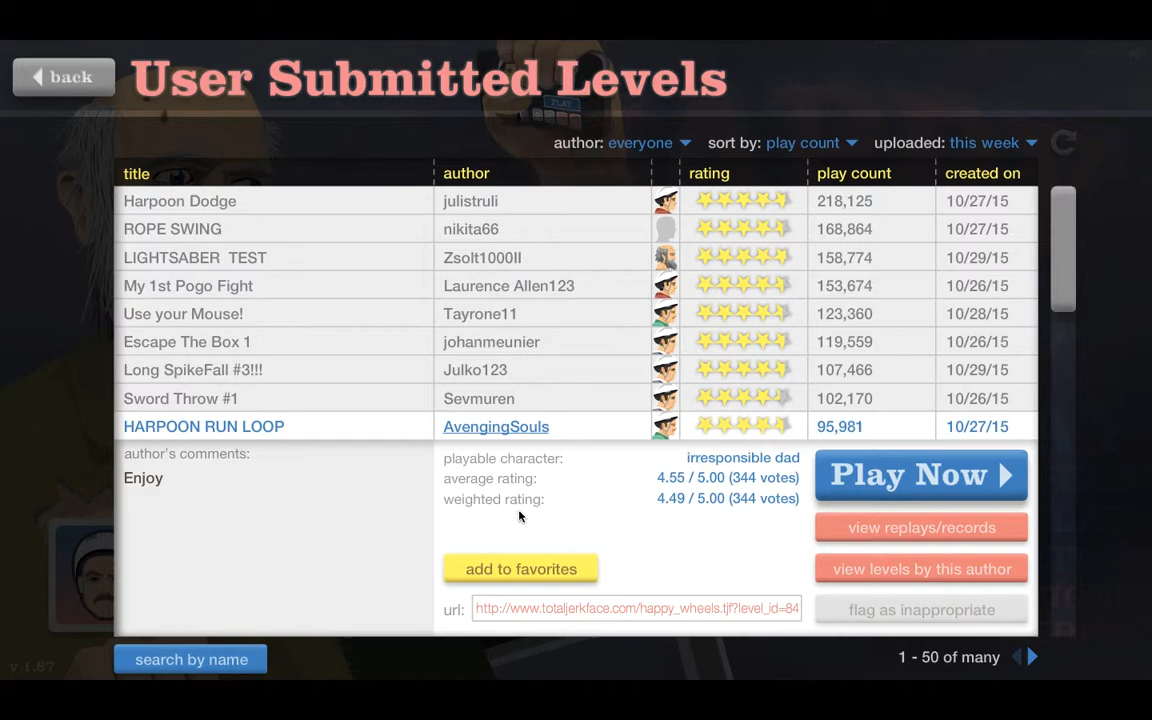 back
User Submitted Levels
PLAY
author: everyone sort by: play count uploaded: this week
title author rating play count created on
Harpoon Dodge julistruli 218,125 10/27/15
ROPE SWING nikita66 168,864 10/27/15
LIGHTSABER TEST Zsolt1000II 158,774 10/29/15
My 1st Pogo Fight Laurence Allen123 153,674 10/26/15
Use your Mouse! Tayrone11 123,360 10/28/15
Escape The Box 1 johanmeunier 119,559 10/26/15
Long SpikeFall #3!!! Julko123 107,466 10/29/15
Sword Throw #1 Sevmuren 102,170 10/26/15
HARPOON RUN LOOP AvengingSouls 95,981 10/27/15
author's comments:
Enjoy
playable character: irresponsible dad
average rating: 4.55 / 5.00 (344 votes)
weighted rating: 4.49 / 5.00 (344 votes)
Play Now
view replays/records
add to favorites
view levels by this author
url: http://www.totaljerkface.com/happy_wheels.tjf?level_id=84
flag as inappropriate
search by name
1 - 50 of many
v 1.87